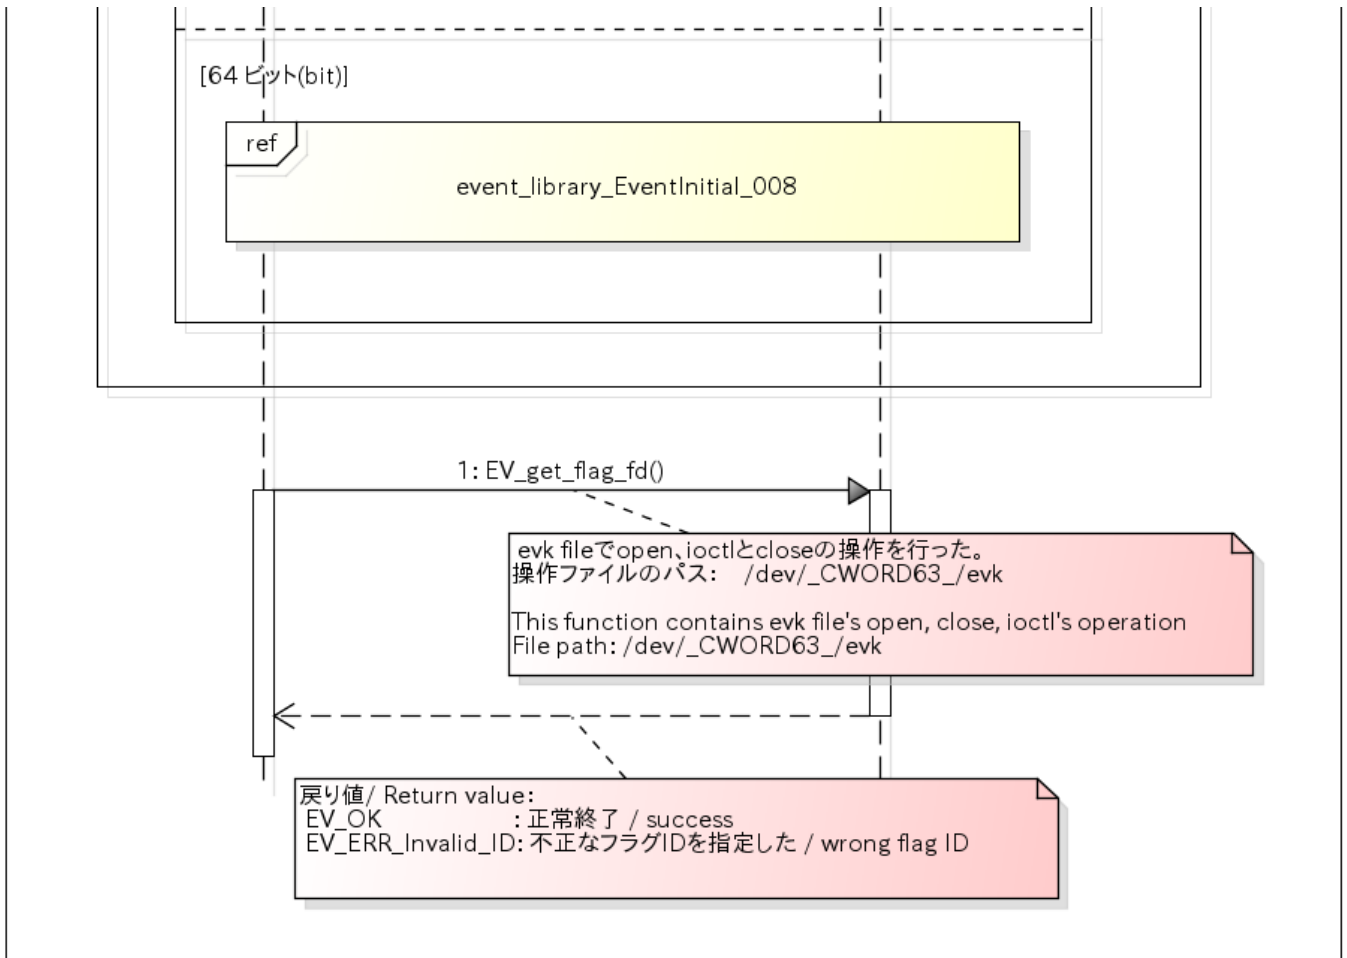 [64 ビット(bit)]
ref
event_library_EventInitial_008
1: EV_get_flag_fd()
evk fileでopen、ioctlとcloseの操作を行った。
操作ファイルのパス： /dev/_CWORD63_/evk
This function contains evk file's open, close, ioctl's operation
File path: /dev/_CWORD63_/evk
戻り値/ Return value:
EV_OK : 正常終了 / success
EV_ERR_Invalid_ID: 不正なフラグIDを指定した / wrong flag ID